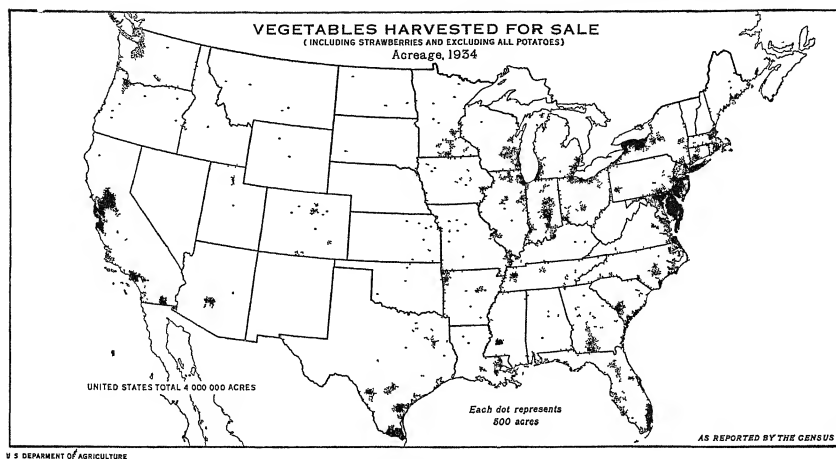 VEGETABLES HARVESTED FOR SALE
(INCLUDING STRAWBERRIES AND EXCLUDING ALL POTATOES)
Acreage, 1934
UNITED STATES TOTAL 4 000 000 ACRES
Each dot represents
500 acres
AS REPORTED BY THE CENSUS
U S DEPARMENT OF AGRICULTURE